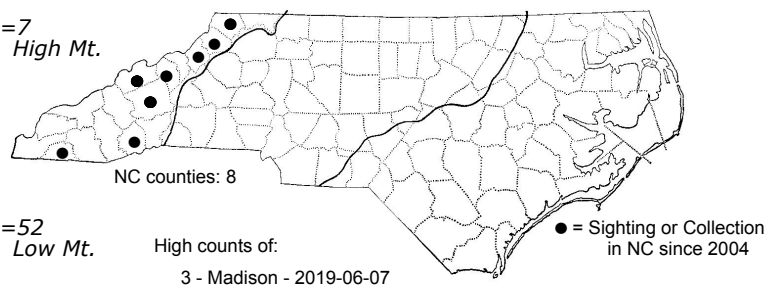 =7
High Mt.
NC counties: 8
=52
Low Mt.
High counts of:
3 - Madison - 2019-06-07
● = Sighting or Collection
in NC since 2004